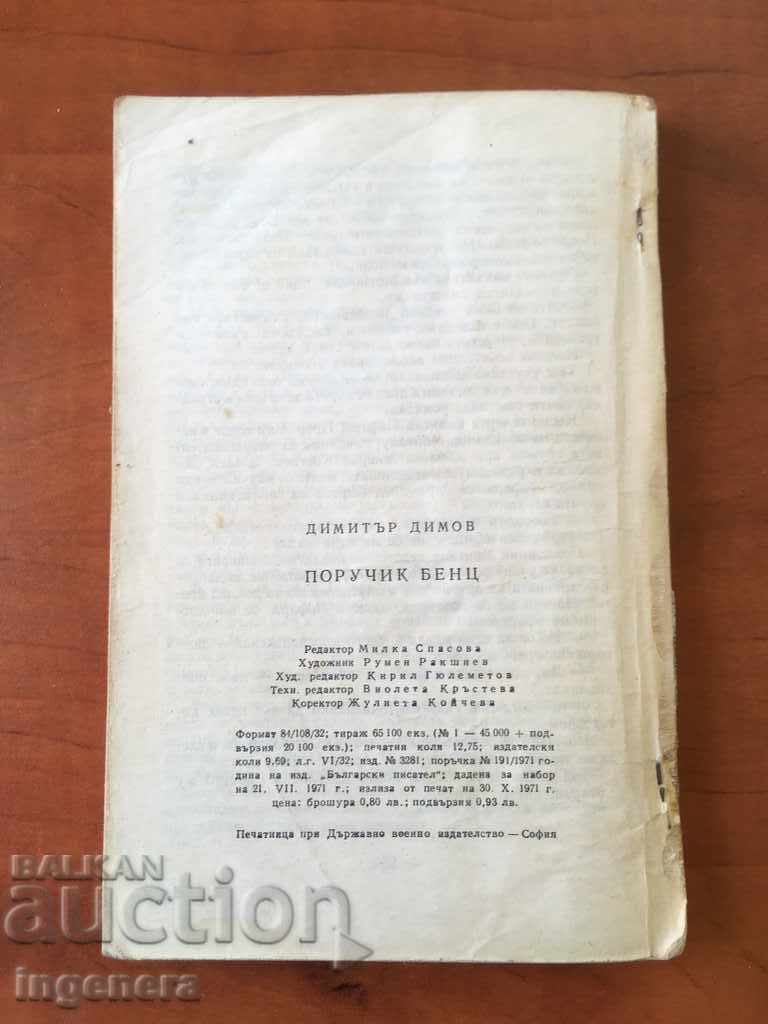 ДИМИТЪР ДИМОВ
ПОРУЧИК БЕНЦ
Редактор Милка Спасова
Художник Румен Ракшиев
Худ. редактор Кирил Гюлеметов
Техн. редактор Виолета Кръстева
Коректор Жулиета Койчева
Формат 84/108/32; тираж 65 100 екз. (№ 1 — 45 000 + под-
вързия 20 100 екз.); печатни коли 12,75; издателски
коли 9,69; л.г. VI/32; изд. № 3281; поръчка № 191/1971 го-
дина на изд. „Български писател“; дадена за набор
на 21. VII. 1971 г.; излиза от печат на 30. X. 1971 г.
цена: брошура 0,80 лв.; подвързия 0,93 лв.
Печатница при Държавно военно издателство — София
BALKAN
auction
ingenera